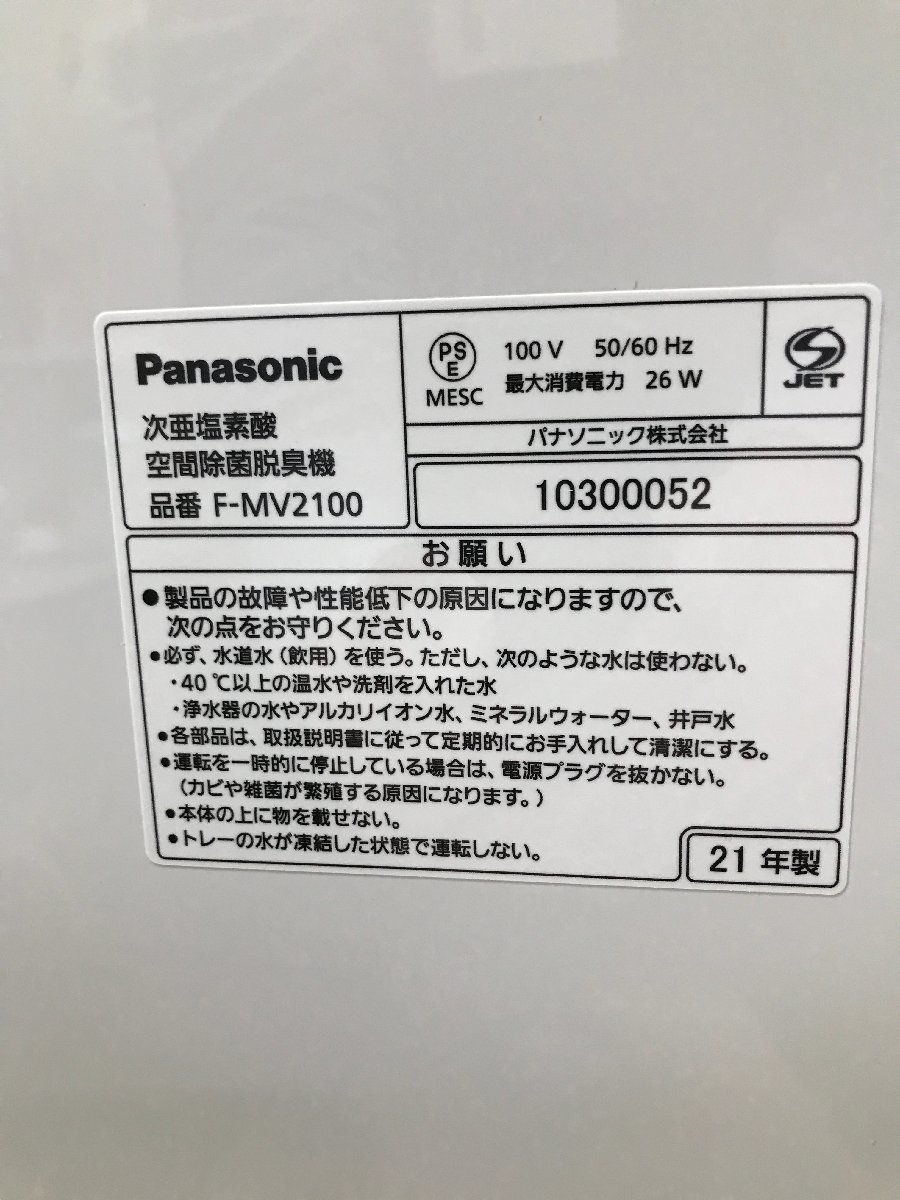 Panasonic
次亜塩素酸
空間除菌脱臭機
品番 F-MV2100
PS
E
MESC
100 V 50/60 Hz
最大消費電力 26 W
JET
パナソニック株式会社
10300052
お願い
●製品の故障や性能低下の原因になりますので、
次の点をお守りください。
●必ず、水道水（飲用）を使う。ただし、次のような水は使わない。
・40 ℃以上の温水や洗剤を入れた水
・浄水器の水やアルカリイオン水、ミネラルウォーター、井戸水
●各部品は、取扱説明書に従って定期的にお手入れして清潔にする。
●運転を一時的に停止している場合は、電源プラグを抜かない。
（カビや雑菌が繁殖する原因になります。）
●本体の上に物を載せない。
●トレーの水が凍結した状態で運転しない。
21 年製